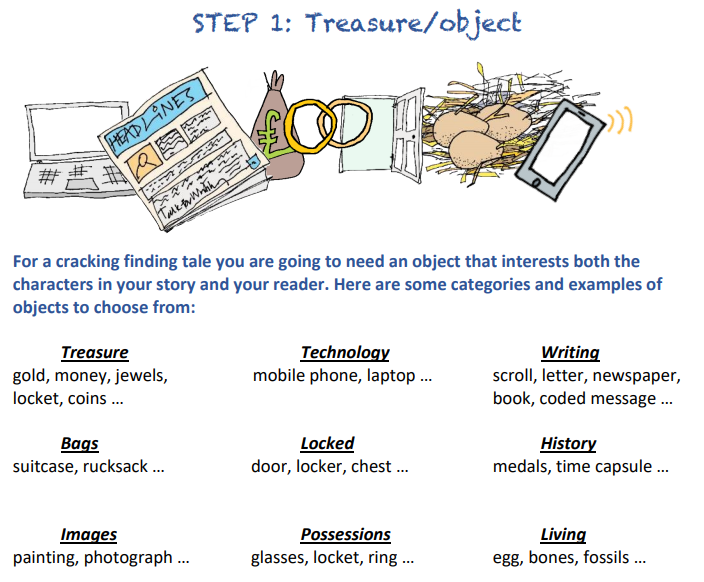 STEP 1: Treasure/object
HEADLINES
£
Talk for Writing
For a cracking finding tale you are going to need an object that interests both the
characters in your story and your reader. Here are some categories and examples of
objects to choose from:
Treasure
gold, money, jewels,
locket, coins ...
Technology
mobile phone, laptop ...
Writing
scroll, letter, newspaper,
book, coded message ...
Bags
suitcase, rucksack ...
Locked
door, locker, chest ...
History
medals, time capsule ...
Images
painting, photograph ...
Possessions
glasses, locket, ring ...
Living
egg, bones, fossils ...